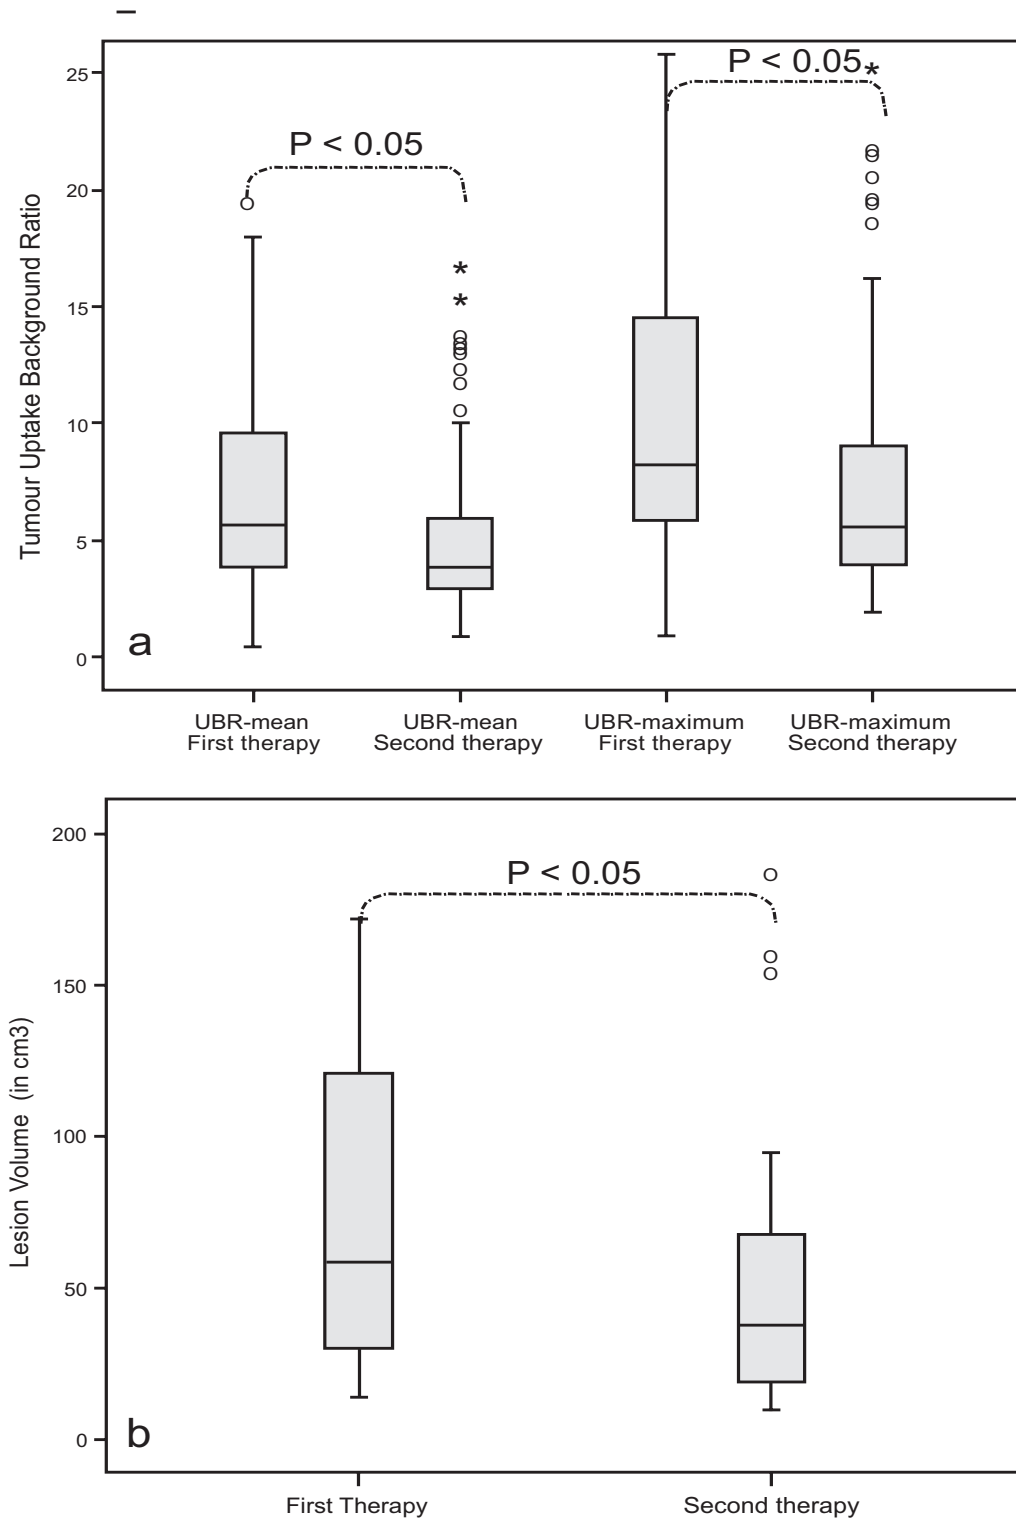 P < 0.05
P < 0.05
25
20
15
10
5
0
Tumour Uptake Background Ratio
a
UBR-mean
First therapy
UBR-mean
Second therapy
UBR-maximum
First therapy
UBR-maximum
Second therapy
P < 0.05
200
150
100
50
0
Lesion Volume (in cm3)
b
First Therapy
Second therapy